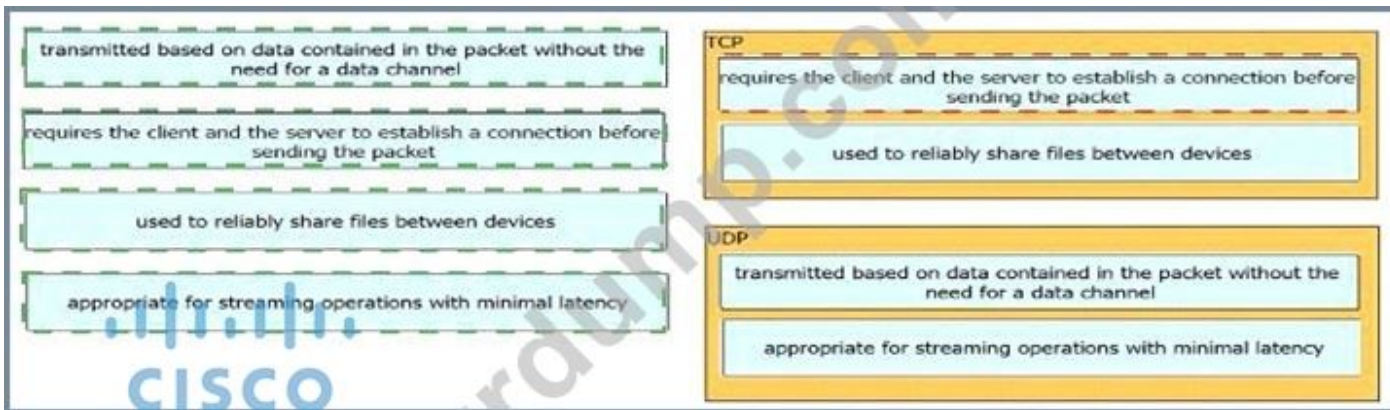 transmitted based on data contained in the packet without the
need for a data channel
requires the client and the server to establish a connection before
sending the packet
used to reliably share files between devices
appropriate for streaming operations with minimal latency
CISCO
TCP
requires the client and the server to establish a connection before
sending the packet
used to reliably share files between devices
UDP
transmitted based on data contained in the packet without the
need for a data channel
appropriate for streaming operations with minimal latency
rdump.com